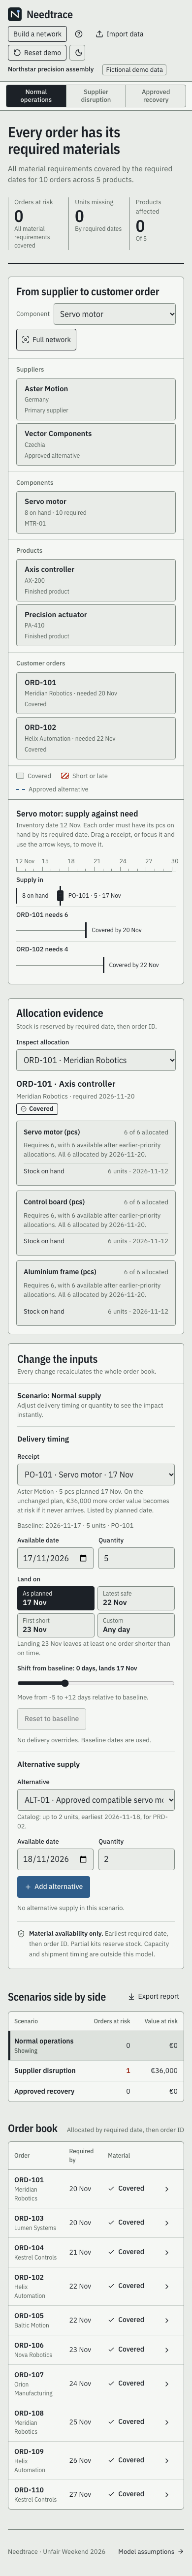 Needtrace
Build a network
Import data
Reset demo
Northstar precision assembly
Fictional demo data
Normal operations
Supplier disruption
Approved recovery
Every order has its required materials
All material requirements covered by the required dates for 10 orders across 5 products.
Orders at risk
0
All material requirements covered
Units missing
0
By required dates
Products affected
0
Of 5
From supplier to customer order
Component
Servo motor
Full network
Suppliers
Aster Motion
Germany
Primary supplier
Vector Components
Czechia
Approved alternative
Components
Servo motor
8 on hand · 10 required
MTR-01
Products
Axis controller
AX-200
Finished product
Precision actuator
PA-410
Finished product
Customer orders
ORD-101
Meridian Robotics · needed 20 Nov
Covered
ORD-102
Helix Automation · needed 22 Nov
Covered
Covered
Short or late
Approved alternative
Servo motor: supply against need
Inventory date 12 Nov. Each order must have its pcs on hand by its required date. Drag a receipt, or focus it and use the arrow keys, to move it.
12 Nov 15 18 21 24 27 30
Supply in
8 on hand
PO-101 · 5 · 17 Nov
ORD-101 needs 6
Covered by 20 Nov
ORD-102 needs 4
Covered by 22 Nov
Allocation evidence
Stock is reserved by required date, then order ID.
Inspect allocation
ORD-101 · Meridian Robotics
ORD-101 · Axis controller
Meridian Robotics · required 2026-11-20
Covered
Servo motor (pcs)
6 of 6 allocated
Requires 6, with 6 available after earlier-priority allocations. All 6 covered by 2026-11-20.
Stock on hand
6 units · 2026-11-12
Control board (pcs)
6 of 6 allocated
Requires 6, with 6 available after earlier-priority allocations. All 6 covered by 2026-11-20.
Stock on hand
6 units · 2026-11-12
Aluminium frame (pcs)
6 of 6 allocated
Requires 6, with 6 available after earlier-priority allocations. All 6 covered by 2026-11-20.
Stock on hand
6 units · 2026-11-12
Change the inputs
Every change recalculates the whole order book.
Scenario: Normal supply
Adjust delivery timing or quantity to see the impact instantly.
Delivery timing
Receipt
PO-101 · Servo motor · 17 Nov
Aster Motion · 5 pcs planned 17 Nov. On the unchanged plan, €36,000 more order value becomes at risk if it never arrives. Listed by planned date.
Baseline: 2026-11-17 · 5 units · PO-101
Available date
17/11/2026
Quantity
5
Land on
As planned
17 Nov
Latest safe
22 Nov
First short
23 Nov
Custom
Any day
Landing 23 Nov leaves at least one order shorter than on time.
Shift from baseline: 0 days, lands 17 Nov
Move from -5 to +12 days relative to baseline.
Reset to baseline
No delivery overrides. Baseline dates are used.
Alternative supply
Alternative
ALT-01 · Approved compatible servo mo
Catalog: up to 2 units, earliest 2026-11-18, for PRD-02.
Available date
18/11/2026
Quantity
2
Add alternative
No alternative supply in this scenario.
Material availability only. Earliest required date, then order ID. Partial kits reserve stock. Capacity and shipment timing are outside this model.
Scenarios side by side
Export report
Scenario
Orders at risk
Value at risk
Normal operations
Showing
0
€0
Supplier disruption
1
€36,000
Approved recovery
0
€0
Order book
Allocated by required date, then order ID
Order
Required by
Material
ORD-101
Meridian Robotics
20 Nov
Covered
ORD-103
Lumen Systems
20 Nov
Covered
ORD-104
Kestrel Controls
21 Nov
Covered
ORD-102
Helix Automation
22 Nov
Covered
ORD-105
Baltic Motion
22 Nov
Covered
ORD-106
Nova Robotics
23 Nov
Covered
ORD-107
Orion Manufacturing
24 Nov
Covered
ORD-108
Meridian Robotics
25 Nov
Covered
ORD-109
Helix Automation
26 Nov
Covered
ORD-110
Kestrel Controls
27 Nov
Covered
Needtrace · Unfair Weekend 2026
Model assumptions